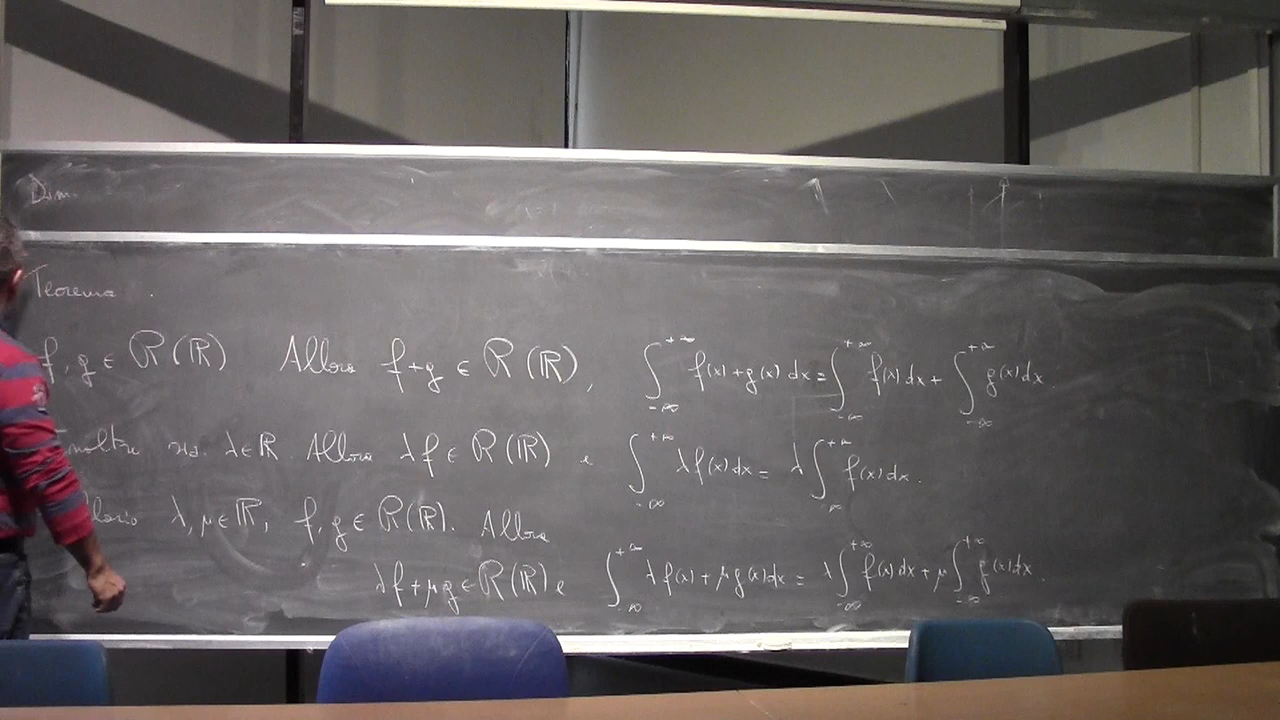 Dim.
Teorema.
f, g ∈ R(ℝ) Allora f+g ∈ R(ℝ), ∫_{-∞}^{+∞} f(x)+g(x) dx = ∫_{-∞}^{+∞} f(x) dx + ∫_{-∞}^{+∞} g(x) dx.
Inoltre sia λ∈ℝ. Allora λf ∈ R(ℝ) e ∫_{-∞}^{+∞} λf(x) dx = λ∫_{-∞}^{+∞} f(x) dx.
λ, μ∈ℝ, f, g ∈ R(ℝ). Allora
λf+μg ∈ R(ℝ) e ∫_{-∞}^{+∞} λf(x)+μg(x) dx = λ∫_{-∞}^{+∞} f(x) dx + μ∫_{-∞}^{+∞} g(x) dx.